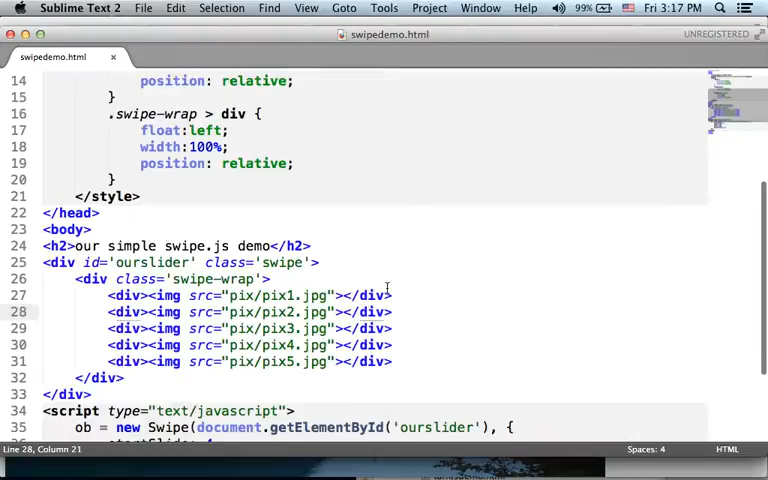 Sublime Text 2 File Edit Selection Find View Goto Tools Project Window Help 99% Fri 3:17 PM
swipedemo.html UNREGISTERED
swipedemo.html ×
14 position: relative;
15 }
16 .swipe-wrap > div {
17 float:left;
18 width:100%;
19 position: relative;
20 }
21 </style>
22 </head>
23 <body>
24 <h2>our simple swipe.js demo</h2>
25 <div id='ourslider' class='swipe'>
26 <div class='swipe-wrap'>
27 <div><img src="pix/pix1.jpg"></div>
28 <div><img src="pix/pix2.jpg"></div>
29 <div><img src="pix/pix3.jpg"></div>
30 <div><img src="pix/pix4.jpg"></div>
31 <div><img src="pix/pix5.jpg"></div>
32 </div>
33 </div>
34 <script type="text/javascript">
35 ob = new Swipe(document.getElementById('ourslider'), {
startSlide: 4
Line 28, Column 21 Spaces: 4 HTML